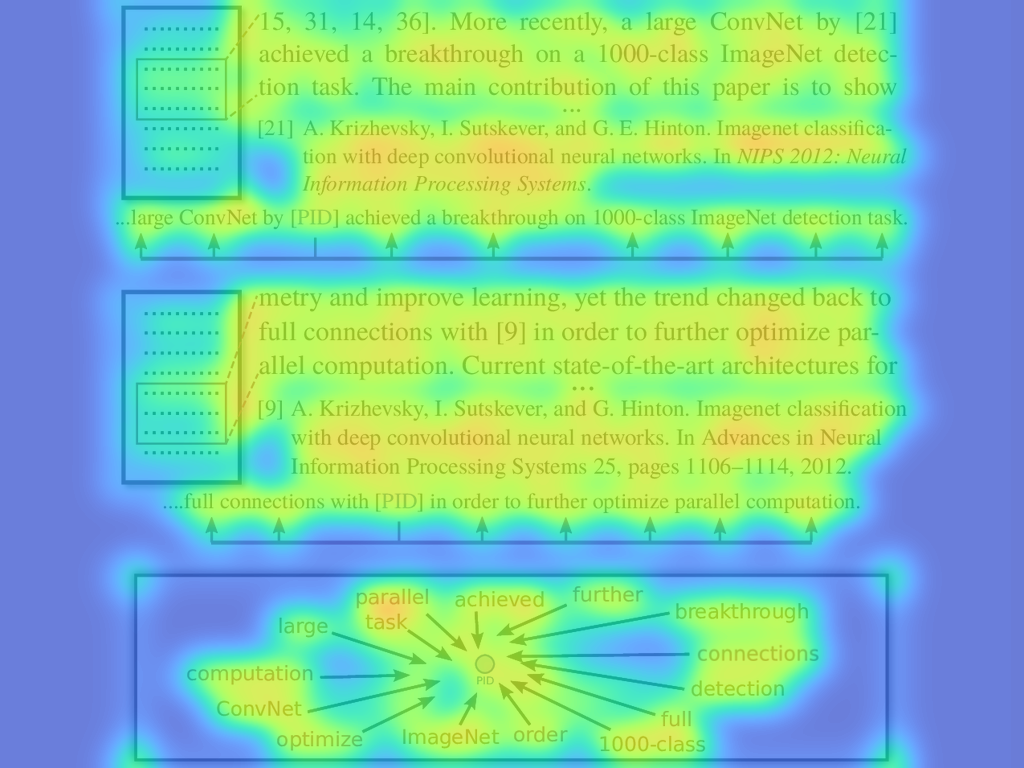 15, 31, 14, 36]. More recently, a large ConvNet by [21]
achieved a breakthrough on a 1000-class ImageNet detec-
tion task. The main contribution of this paper is to show
...
[21] A. Krizhevsky, I. Sutskever, and G. E. Hinton. Imagenet classifica-
tion with deep convolutional neural networks. In NIPS 2012: Neural
Information Processing Systems.
...large ConvNet by [PID] achieved a breakthrough on 1000-class ImageNet detection task.
metry and improve learning, yet the trend changed back to
full connections with [9] in order to further optimize par-
allel computation. Current state-of-the-art architectures for
...
[9] A. Krizhevsky, I. Sutskever, and G. Hinton. Imagenet classification
with deep convolutional neural networks. In Advances in Neural
Information Processing Systems 25, pages 1106–1114, 2012.
....full connections with [PID] in order to further optimize parallel computation.
parallel achieved further
large task breakthrough
computation connections
PID
ConvNet detection
optimize ImageNet order full
1000-class